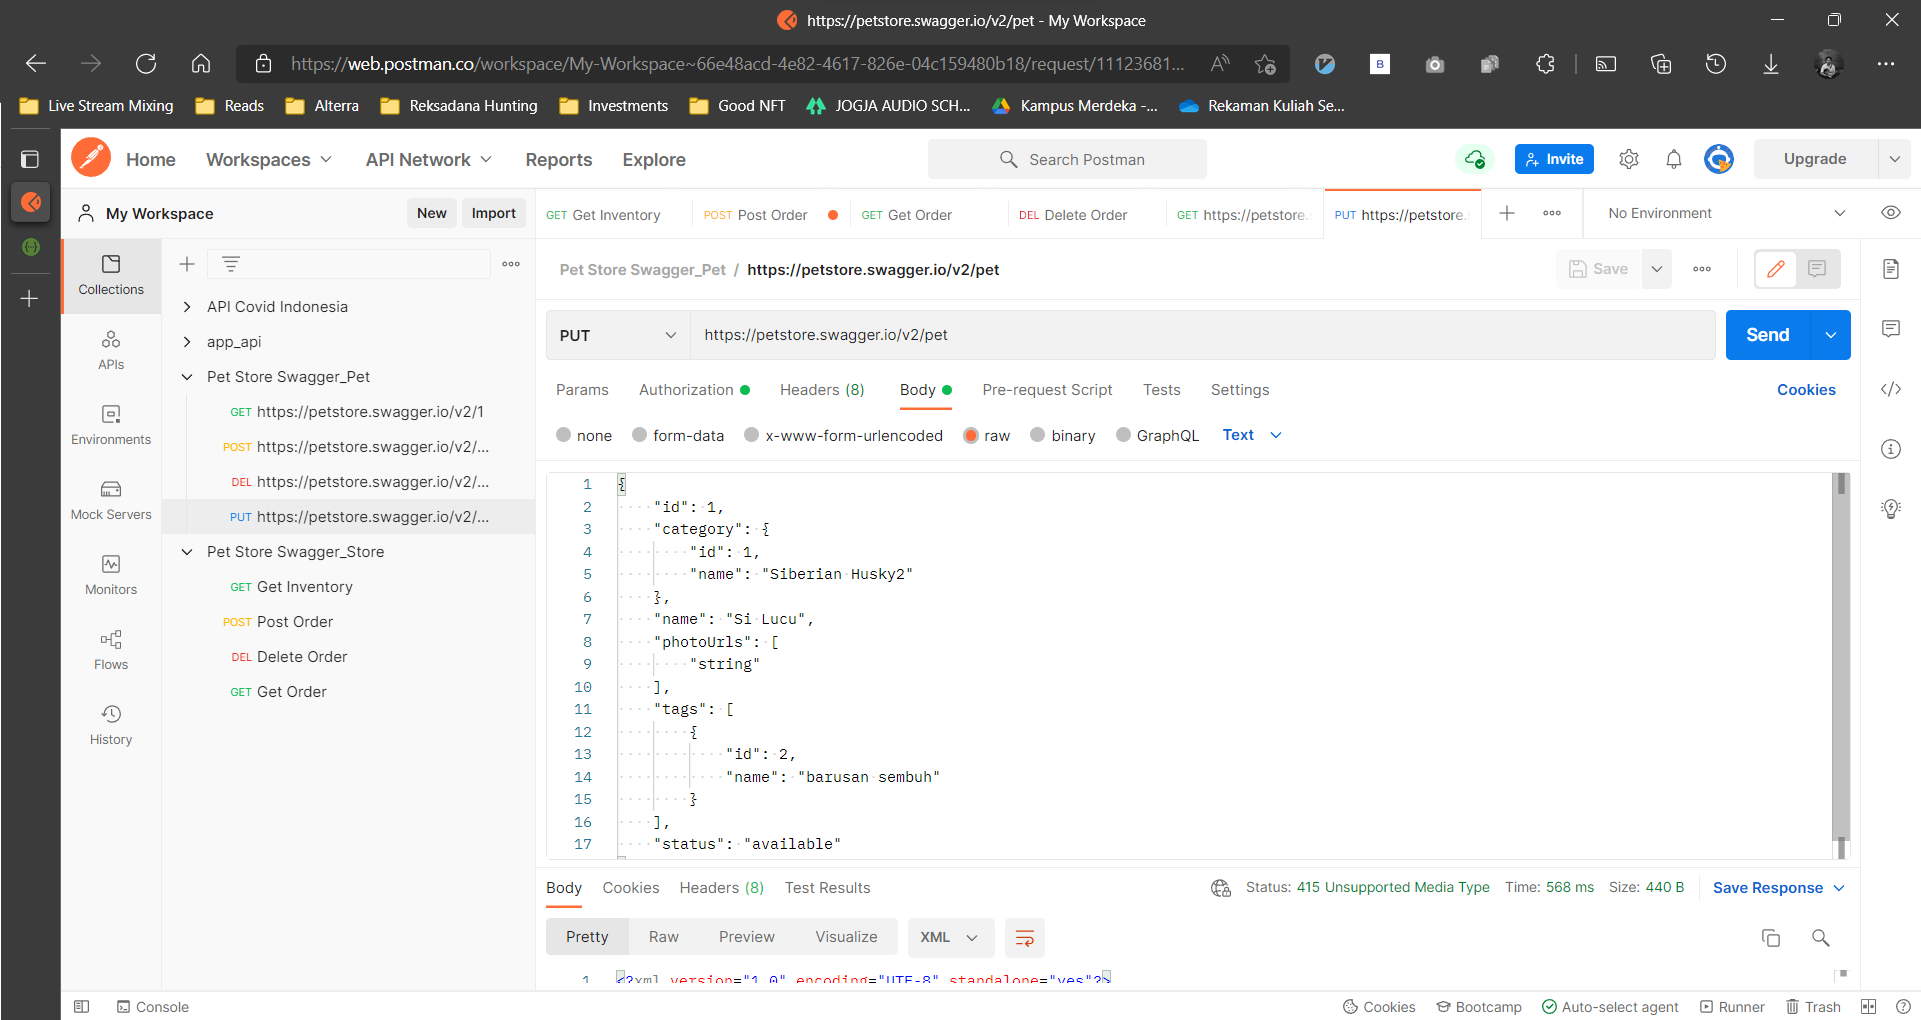 https://petstore.swagger.io/v2/pet - My Workspace
https://web.postman.co/workspace/My-Workspace~66e48acd-4e82-4617-826e-04c159480b18/request/11123681...
Live Stream Mixing Reads Alterra Reksadana Hunting Investments Good NFT JOGJA AUDIO SCH... Kampus Merdeka -... Rekaman Kuliah Se...
Home Workspaces API Network Reports Explore Search Postman Invite Upgrade
My Workspace New Import
GET Get Inventory POST Post Order GET Get Order DEL Delete Order GET https://petstore. PUT https://petstore. No Environment
Collections
APIs
Environments
Mock Servers
Monitors
Flows
History
API Covid Indonesia
app_api
Pet Store Swagger_Pet
GET https://petstore.swagger.io/v2/1
POST https://petstore.swagger.io/v2/...
DEL https://petstore.swagger.io/v2/...
PUT https://petstore.swagger.io/v2/...
Pet Store Swagger_Store
GET Get Inventory
POST Post Order
DEL Delete Order
GET Get Order
Pet Store Swagger_Pet / https://petstore.swagger.io/v2/pet Save
PUT https://petstore.swagger.io/v2/pet Send
Params Authorization Headers (8) Body Pre-request Script Tests Settings Cookies
none form-data x-www-form-urlencoded raw binary GraphQL Text
1 {
2 "id": 1,
3 "category": {
4 "id": 1,
5 "name": "Siberian Husky2"
6 },
7 "name": "Si Lucu",
8 "photoUrls": [
9 "string"
10 ],
11 "tags": [
12 {
13 "id": 2,
14 "name": "barusan sembuh"
15 }
16 ],
17 "status": "available"
Body Cookies Headers (8) Test Results Status: 415 Unsupported Media Type Time: 568 ms Size: 440 B Save Response
Pretty Raw Preview Visualize XML
1 <?xml version="1.0" encoding="UTF-8" standalone="yes"?>
Console Cookies Bootcamp Auto-select agent Runner Trash